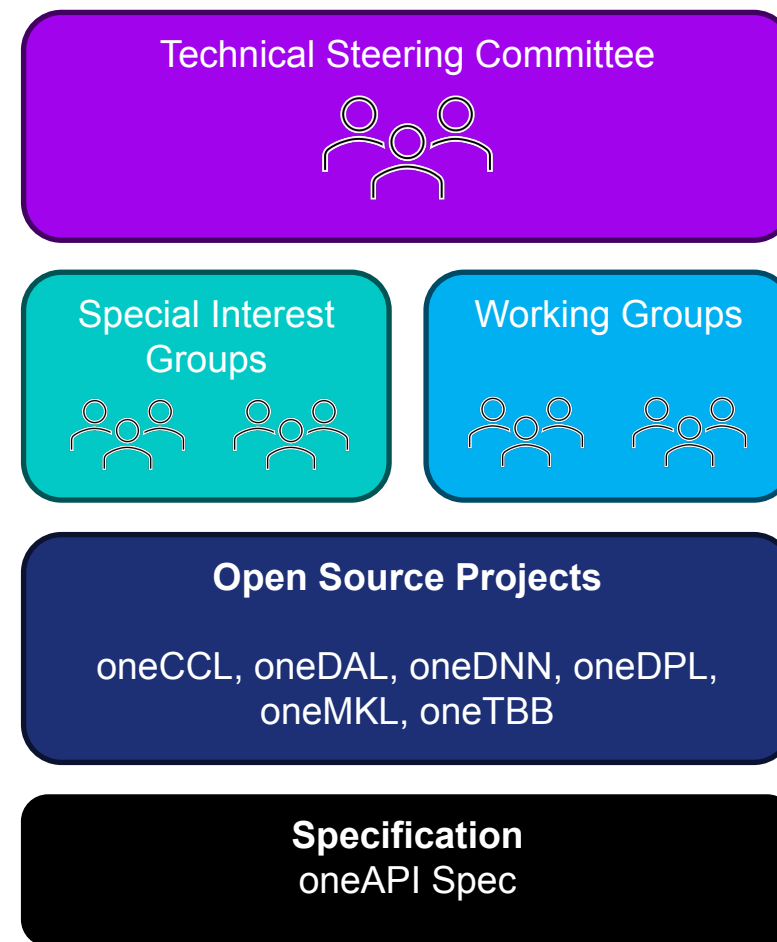 Technical Steering Committee
Special Interest
Groups
Working Groups
Open Source Projects
oneCCL, oneDAL, oneDNN, oneDPL,
oneMKL, oneTBB
Specification
oneAPI Spec